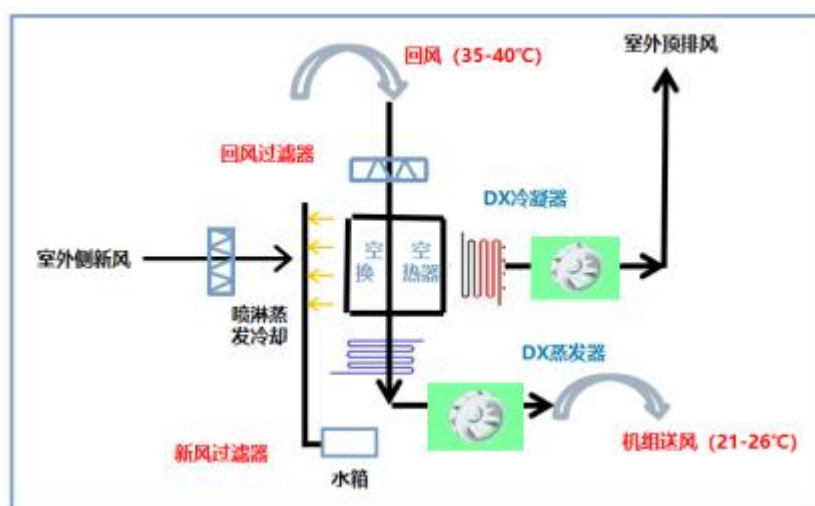 回风（35-40℃）
室外顶排风
回风过滤器
DX冷凝器
室外侧新风
空 空
换 热器
喷淋蒸
发冷却
DX蒸发器
新风过滤器
水箱
机组送风（21-26℃）